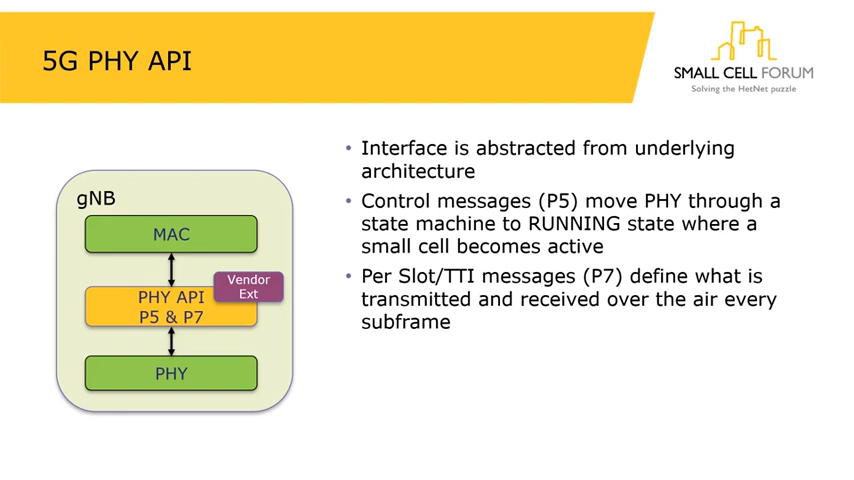 5G PHY API
SMALL CELL FORUM
Solving the HetNet puzzle
gNB
MAC
Vendor
Ext
PHY API
P5 & P7
PHY
• Interface is abstracted from underlying
architecture
• Control messages (P5) move PHY through a
state machine to RUNNING state where a
small cell becomes active
• Per Slot/TTI messages (P7) define what is
transmitted and received over the air every
subframe